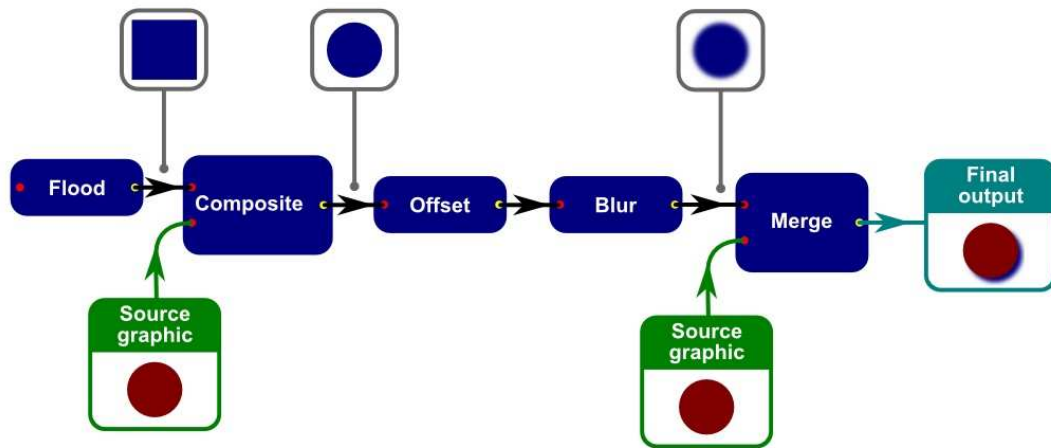 Flood
Composite
Offset
Blur
Merge
Final
output
Source
graphic
Source
graphic